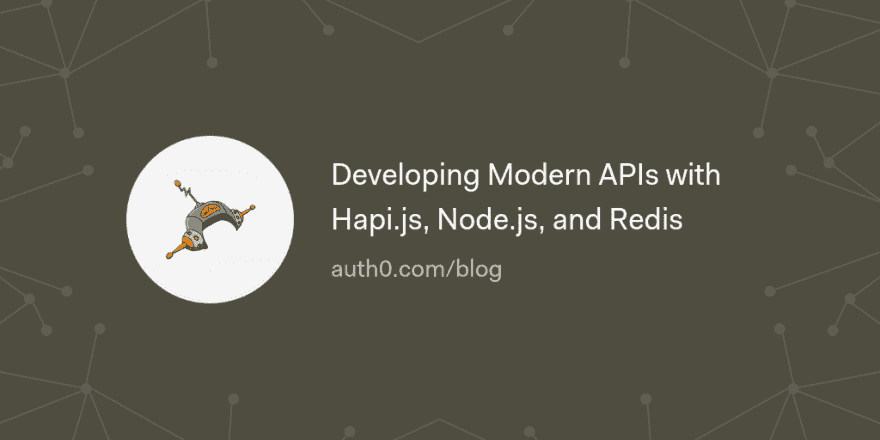 Developing Modern APIs with
Hapi.js, Node.js, and Redis
auth0.com/blog